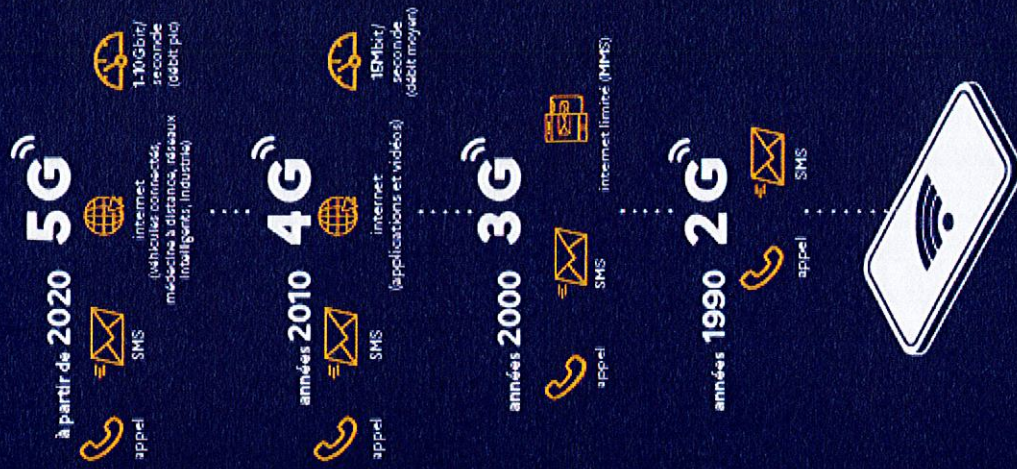 à partir de 2020 5G
appel
SMS
internet
(véhicules connectés,
médecine à distance, réseaux
intelligents, industrie)
1-10Gbit/
seconde
(débit pic)
années 2010 4G
appel
SMS
internet
(applications et vidéos)
15Mbit/
seconde
(débit moyen)
années 2000 3G
appel
SMS
internet limité (MMS)
années 1990 2G
appel
SMS